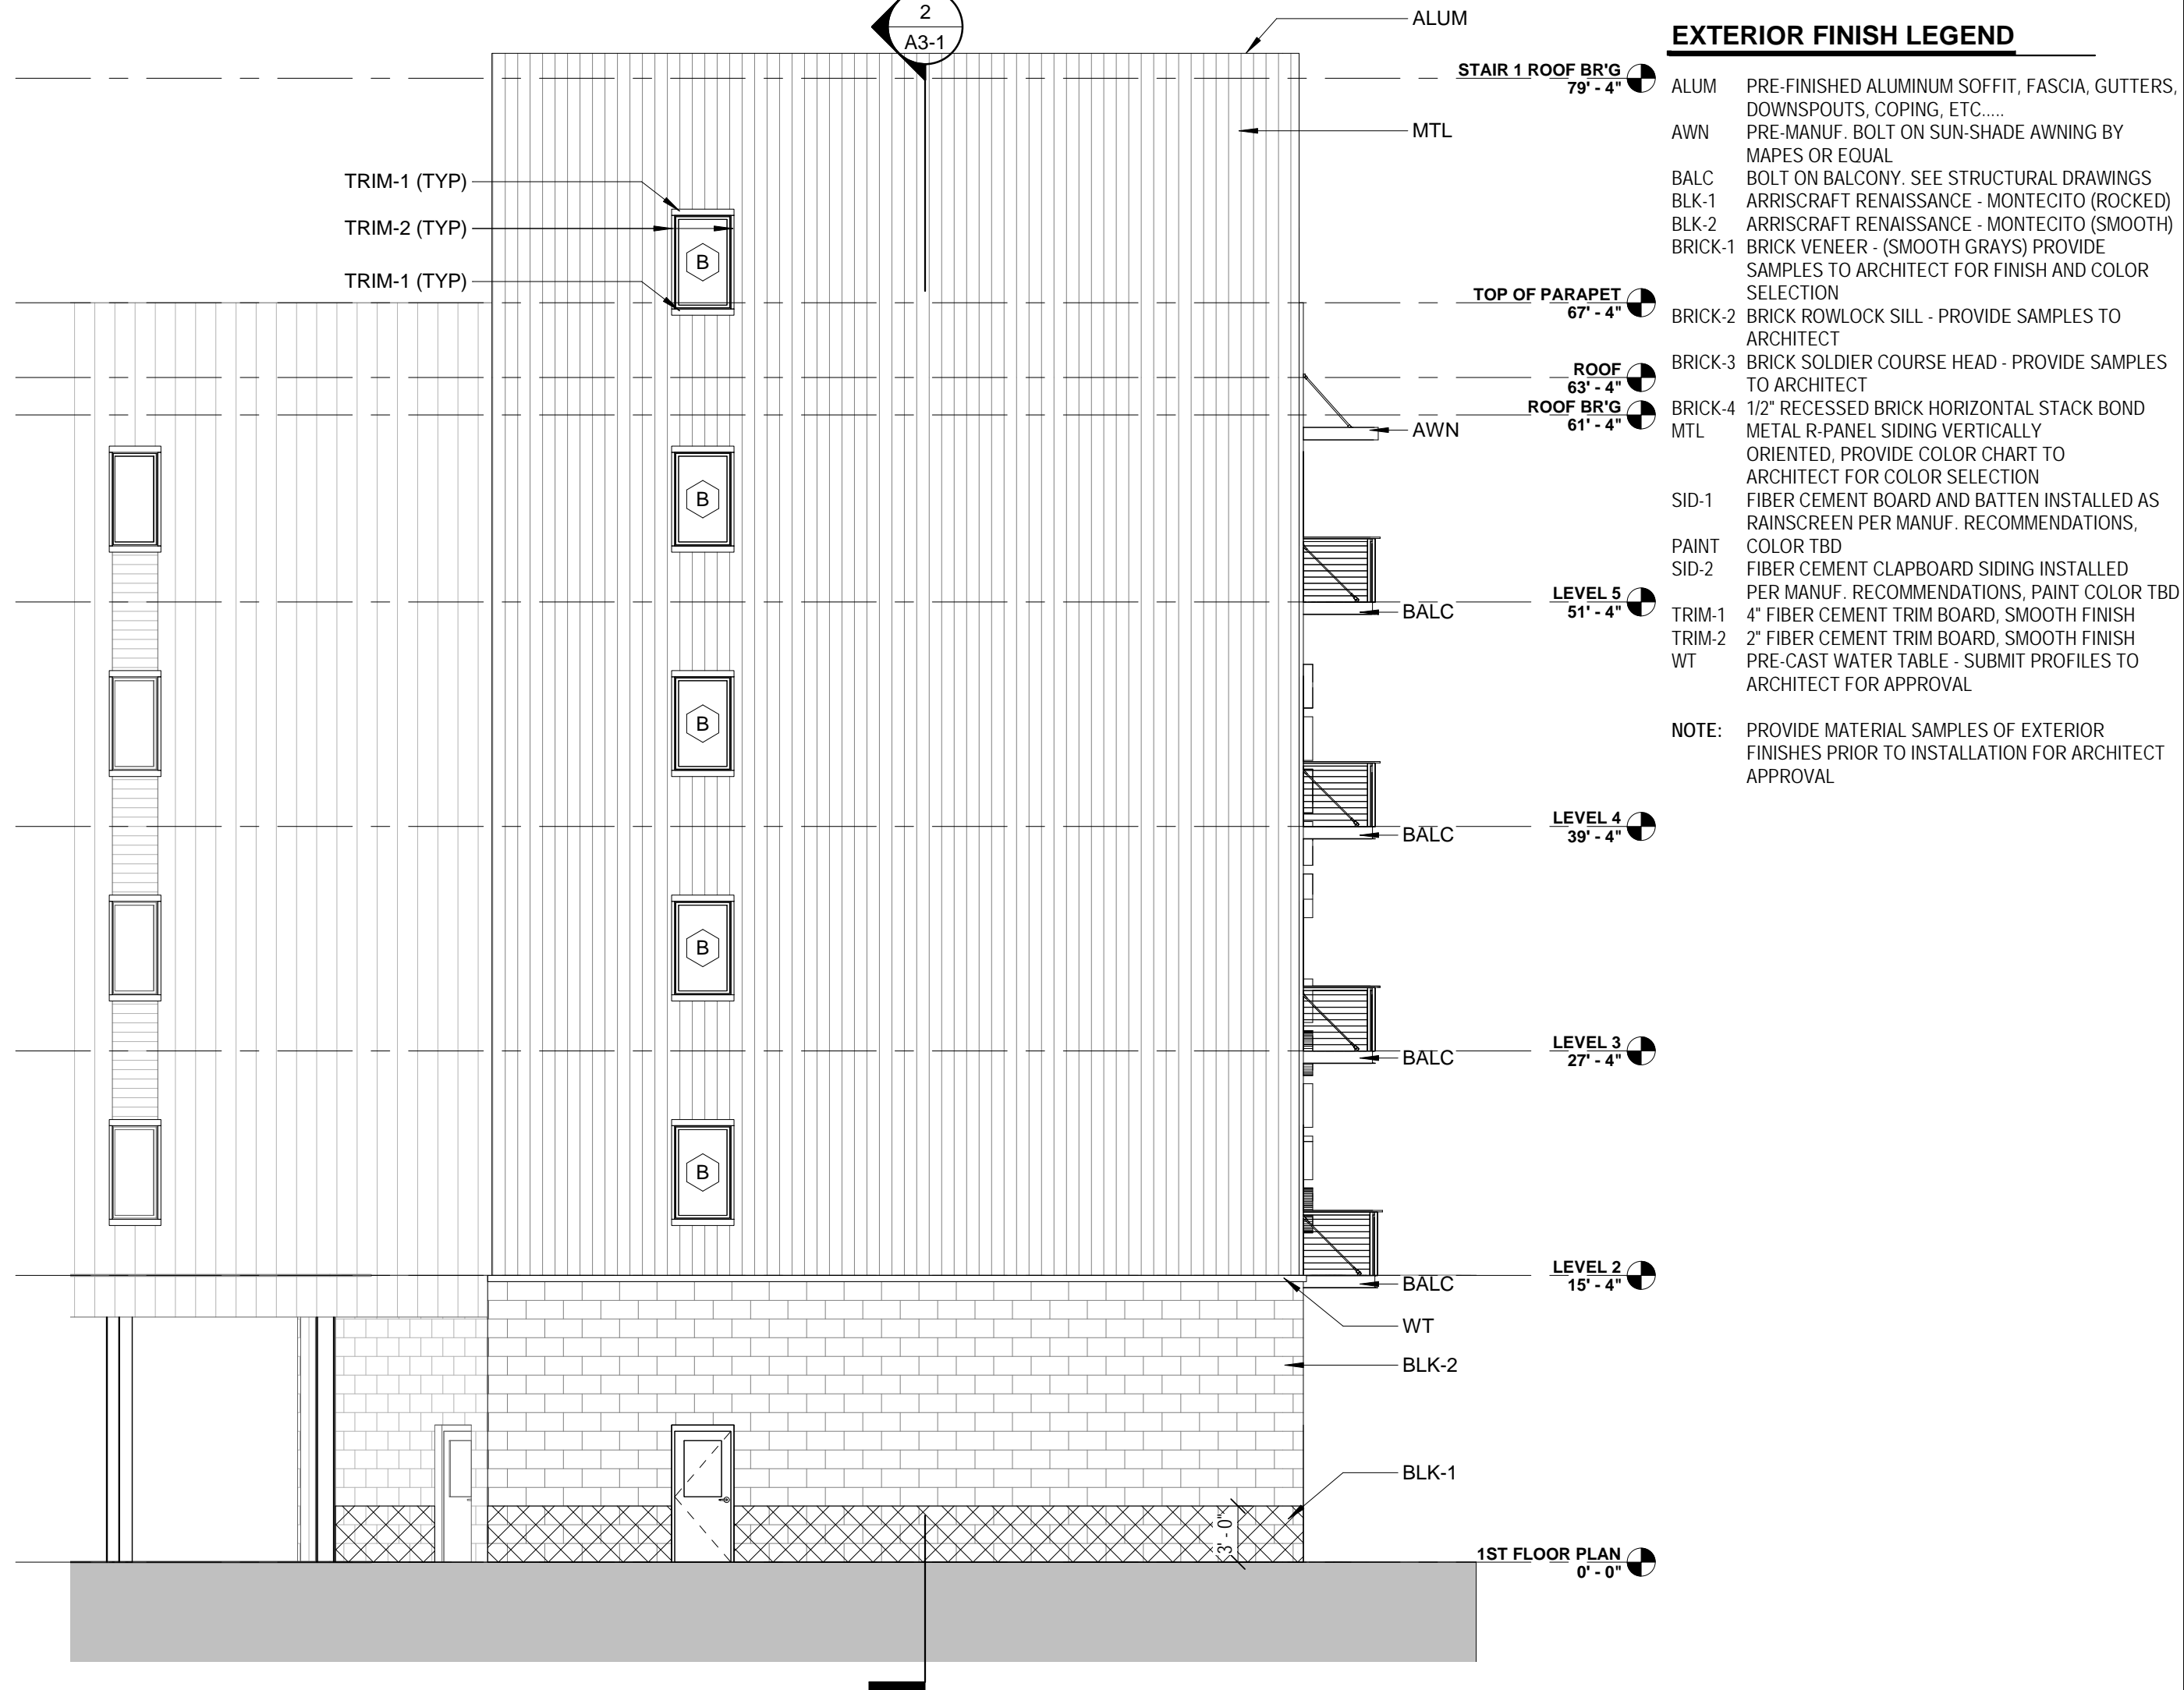 2
A3-1
ALUM
STAIR 1 ROOF BR'G
79' - 4"
MTL
TRIM-1 (TYP)
TRIM-2 (TYP)
B
TRIM-1 (TYP)
TOP OF PARAPET
67' - 4"
ROOF
63' - 4"
ROOF BR'G
61' - 4"
AWN
B
LEVEL 5
51' - 4"
BALC
B
LEVEL 4
39' - 4"
BALC
B
LEVEL 3
27' - 4"
BALC
B
LEVEL 2
15' - 4"
BALC
WT
BLK-2
BLK-1
3' - 0"
1ST FLOOR PLAN
0' - 0"
EXTERIOR FINISH LEGEND
ALUM PRE-FINISHED ALUMINUM SOFFIT, FASCIA, GUTTERS,
DOWNSPOUTS, COPING, ETC.....
AWN PRE-MANUF. BOLT ON SUN-SHADE AWNING BY
MAPES OR EQUAL
BALC BOLT ON BALCONY. SEE STRUCTURAL DRAWINGS
BLK-1 ARRISCRAFT RENAISSANCE - MONTECITO (ROCKED)
BLK-2 ARRISCRAFT RENAISSANCE - MONTECITO (SMOOTH)
BRICK-1 BRICK VENEER - (SMOOTH GRAYS) PROVIDE
SAMPLES TO ARCHITECT FOR FINISH AND COLOR
SELECTION
BRICK-2 BRICK ROWLOCK SILL - PROVIDE SAMPLES TO
ARCHITECT
BRICK-3 BRICK SOLDIER COURSE HEAD - PROVIDE SAMPLES
TO ARCHITECT
BRICK-4 1/2" RECESSED BRICK HORIZONTAL STACK BOND
MTL METAL R-PANEL SIDING VERTICALLY
ORIENTED, PROVIDE COLOR CHART TO
ARCHITECT FOR COLOR SELECTION
SID-1 FIBER CEMENT BOARD AND BATTEN INSTALLED AS
RAINSCREEN PER MANUF. RECOMMENDATIONS,
PAINT COLOR TBD
SID-2 FIBER CEMENT CLAPBOARD SIDING INSTALLED
PER MANUF. RECOMMENDATIONS, PAINT COLOR TBD
TRIM-1 4" FIBER CEMENT TRIM BOARD, SMOOTH FINISH
TRIM-2 2" FIBER CEMENT TRIM BOARD, SMOOTH FINISH
WT PRE-CAST WATER TABLE - SUBMIT PROFILES TO
ARCHITECT FOR APPROVAL
NOTE: PROVIDE MATERIAL SAMPLES OF EXTERIOR
FINISHES PRIOR TO INSTALLATION FOR ARCHITECT
APPROVAL